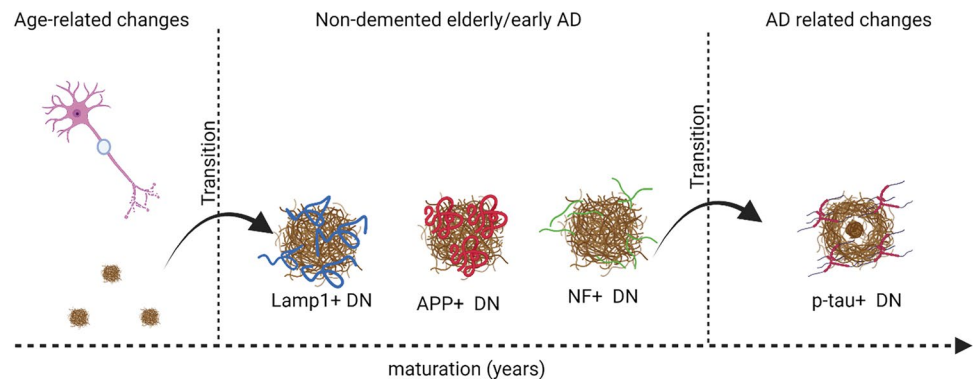 Age-related changes
Non-demented elderly/early AD
AD related changes
Transition
Transition
Lamp1+ DN
APP+ DN
NF+ DN
p-tau+ DN
maturation (years)